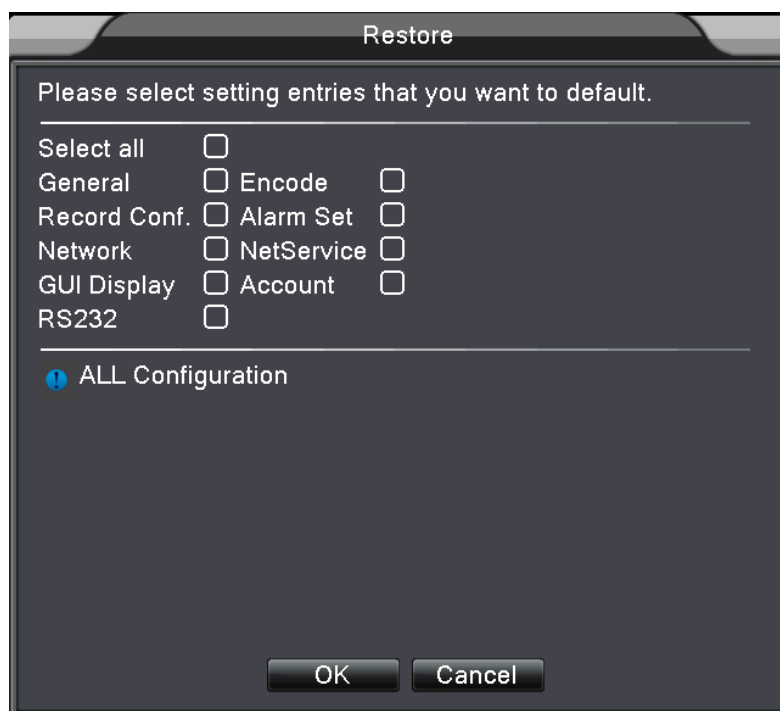 Restore
Please select setting entries that you want to default.
Select all
General Encode
Record Conf. Alarm Set
Network NetService
GUI Display Account
RS232
ALL Configuration
OK Cancel